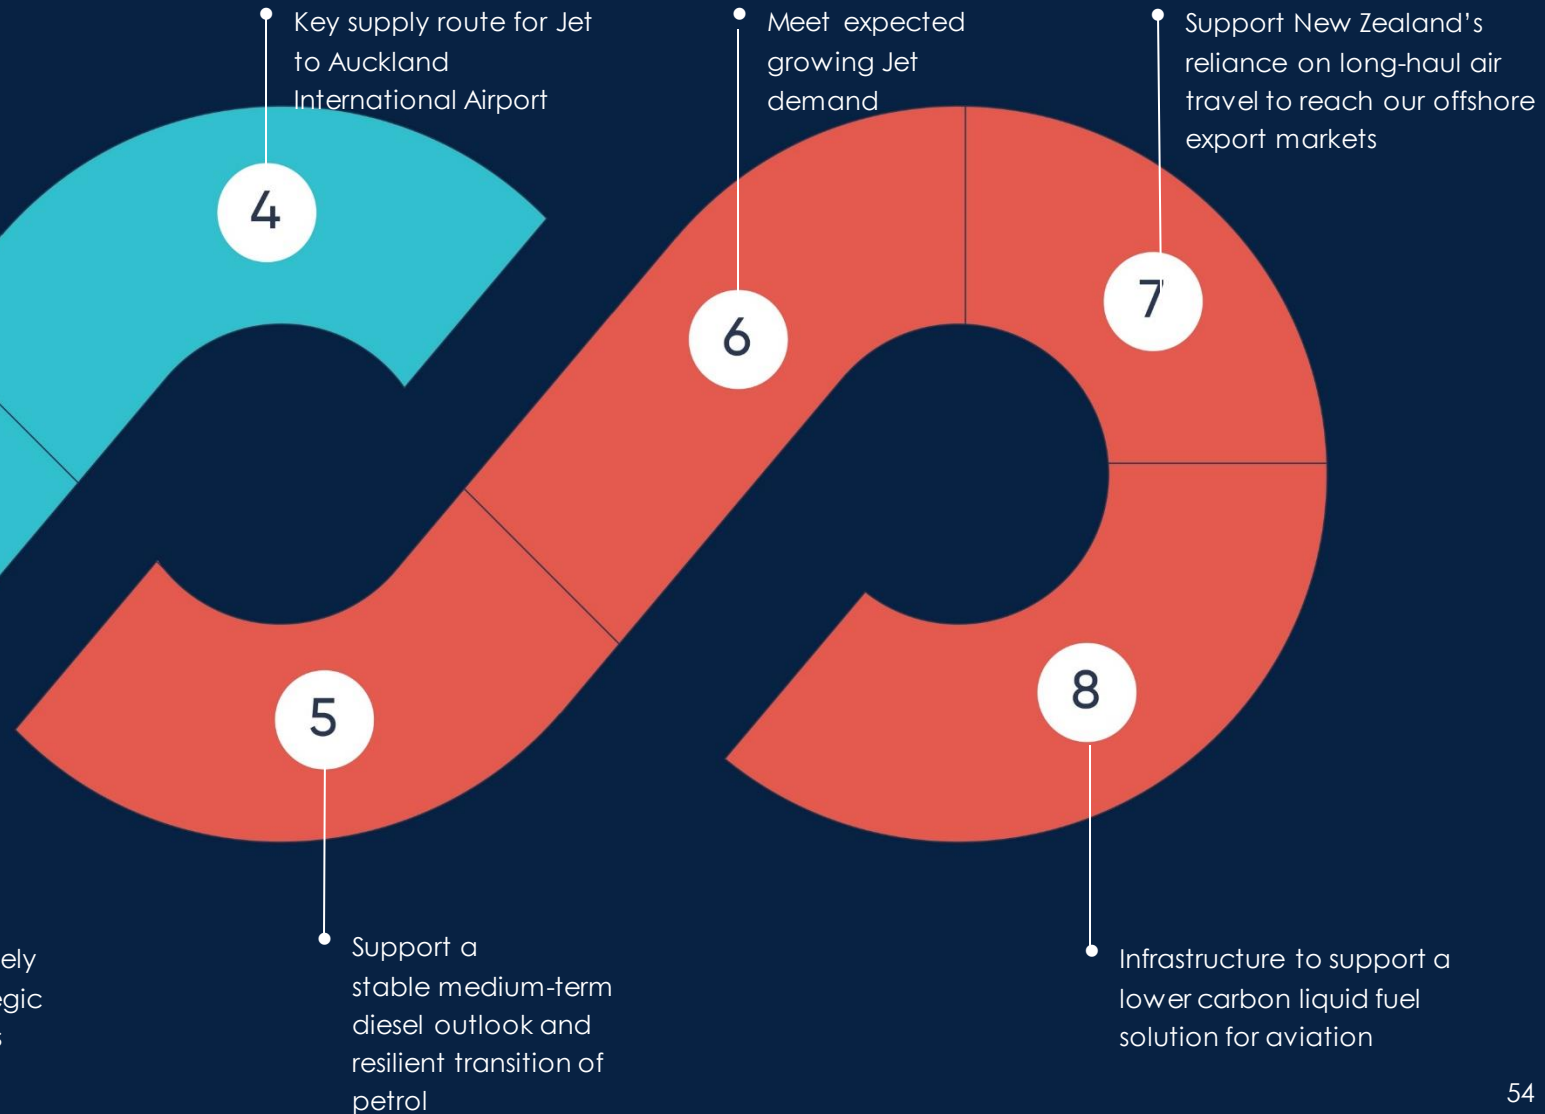 Key supply route for Jet
to Auckland
International Airport
Meet expected
growing Jet
demand
Support New Zealand's
reliance on long-haul air
travel to reach our offshore
export markets
4
6
7
5
8
ely
egic
s
Support a
stable medium-term
diesel outlook and
resilient transition of
petrol
Infrastructure to support a
lower carbon liquid fuel
solution for aviation
54